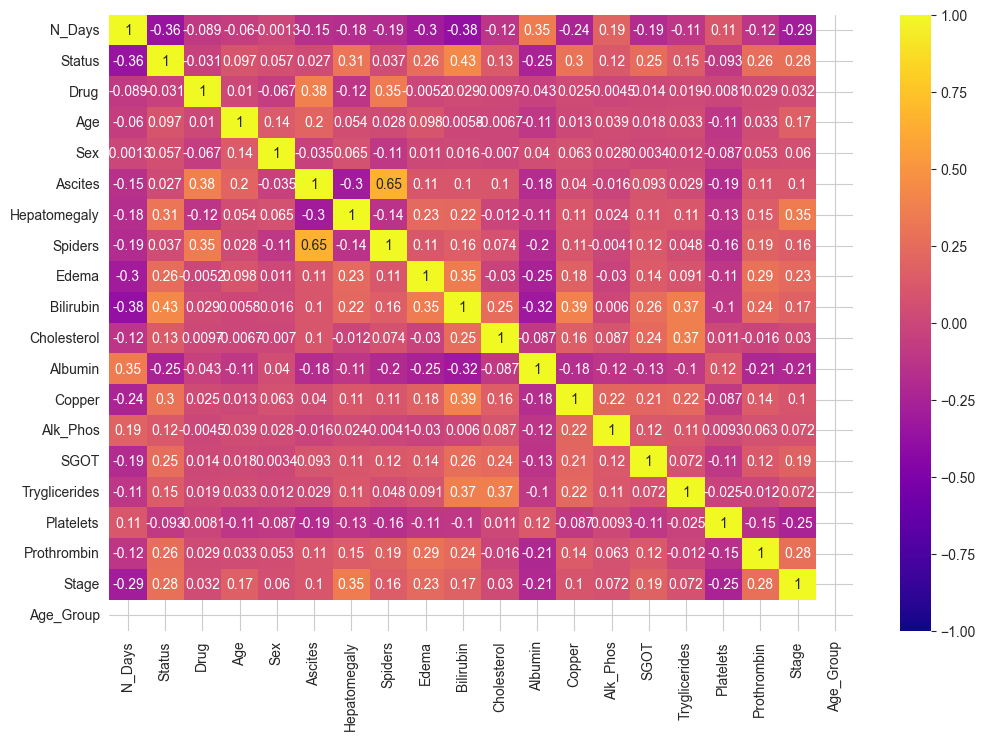 N_Days 1 -0.36 -0.089 -0.06 -0.0013 -0.15 -0.18 -0.19 -0.3 -0.38 -0.12 0.35 -0.24 0.19 -0.19 -0.11 0.11 -0.12 -0.29
Status -0.36 1 -0.031 0.097 0.057 0.027 0.31 0.037 0.26 0.43 0.13 -0.25 0.3 0.12 0.25 0.15 -0.093 0.26 0.28
Drug -0.089 -0.031 1 0.01 -0.067 0.38 -0.12 0.35 -0.0052 0.029 0.0097 -0.043 0.025 -0.0045 0.014 0.019 -0.0081 0.029 0.032
Age -0.06 0.097 0.01 1 0.14 0.2 0.054 0.028 0.098 0.0058 -0.0067 -0.11 0.013 0.039 0.018 0.033 -0.11 0.033 0.17
Sex -0.0013 0.057 -0.067 0.14 1 -0.035 0.065 -0.11 0.011 0.016 -0.007 0.04 0.063 0.028 0.0034 0.012 -0.087 0.053 0.06
Ascites -0.15 0.027 0.38 0.2 -0.035 1 -0.3 0.65 0.11 0.1 0.1 -0.18 0.04 -0.016 0.093 0.029 -0.19 0.11 0.1
Hepatomegaly -0.18 0.31 -0.12 0.054 0.065 -0.3 1 -0.14 0.23 0.22 -0.012 -0.11 0.11 0.024 0.11 0.11 -0.13 0.15 0.35
Spiders -0.19 0.037 0.35 0.028 -0.11 0.65 -0.14 1 0.11 0.16 0.074 -0.2 0.11 -0.0041 0.12 0.048 -0.16 0.19 0.16
Edema -0.3 0.26 -0.0052 0.098 0.011 0.11 0.23 0.11 1 0.35 -0.03 -0.25 0.18 -0.03 0.14 0.091 -0.11 0.29 0.23
Bilirubin -0.38 0.43 0.029 0.0058 0.016 0.1 0.22 0.16 0.35 1 0.25 -0.32 0.39 0.006 0.26 0.37 -0.1 0.24 0.17
Cholesterol -0.12 0.13 0.0097 -0.0067 -0.007 0.1 -0.012 0.074 -0.03 0.25 1 -0.087 0.16 0.087 0.24 0.37 0.011 -0.016 0.03
Albumin 0.35 -0.25 -0.043 -0.11 0.04 -0.18 -0.11 -0.2 -0.25 -0.32 -0.087 1 -0.18 -0.12 -0.13 -0.1 0.12 -0.21 -0.21
Copper -0.24 0.3 0.025 0.013 0.063 0.04 0.11 0.11 0.18 0.39 0.16 -0.18 1 0.22 0.21 0.22 -0.087 0.14 0.1
Alk_Phos 0.19 0.12 -0.0045 0.039 0.028 -0.016 0.024 -0.0041 -0.03 0.006 0.087 -0.12 0.22 1 0.12 0.11 0.0093 0.063 0.072
SGOT -0.19 0.25 0.014 0.018 0.0034 0.093 0.11 0.12 0.14 0.26 0.24 -0.13 0.21 0.12 1 0.072 -0.11 0.12 0.19
Tryglicerides -0.11 0.15 0.019 0.033 0.012 0.029 0.11 0.048 0.091 0.37 0.37 -0.1 0.22 0.11 0.072 1 -0.025 -0.012 0.072
Platelets 0.11 -0.093 -0.0081 -0.11 -0.087 -0.19 -0.13 -0.16 -0.11 -0.1 0.011 0.12 -0.087 0.0093 -0.11 -0.025 1 -0.15 -0.25
Prothrombin -0.12 0.26 0.029 0.033 0.053 0.11 0.15 0.19 0.29 0.24 -0.016 -0.21 0.14 0.063 0.12 -0.012 -0.15 1 0.28
Stage -0.29 0.28 0.032 0.17 0.06 0.1 0.35 0.16 0.23 0.17 0.03 -0.21 0.1 0.072 0.19 0.072 -0.25 0.28 1
Age_Group
N_Days Status Drug Age Sex Ascites Hepatomegaly Spiders Edema Bilirubin Cholesterol Albumin Copper Alk_Phos SGOT Tryglicerides Platelets Prothrombin Stage Age_Group
1.00
0.75
0.50
0.25
0.00
−0.25
−0.50
−0.75
−1.00